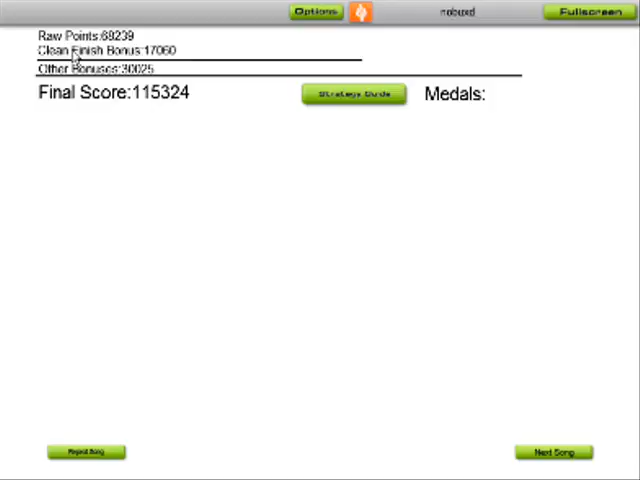 Options
nobuxd
Fullscreen
Raw Points:68239
Clean Finish Bonus:17060
Other Bonuses:30025
Final Score:115324
Strategy Guide
Medals:
Repeat Song
Next Song